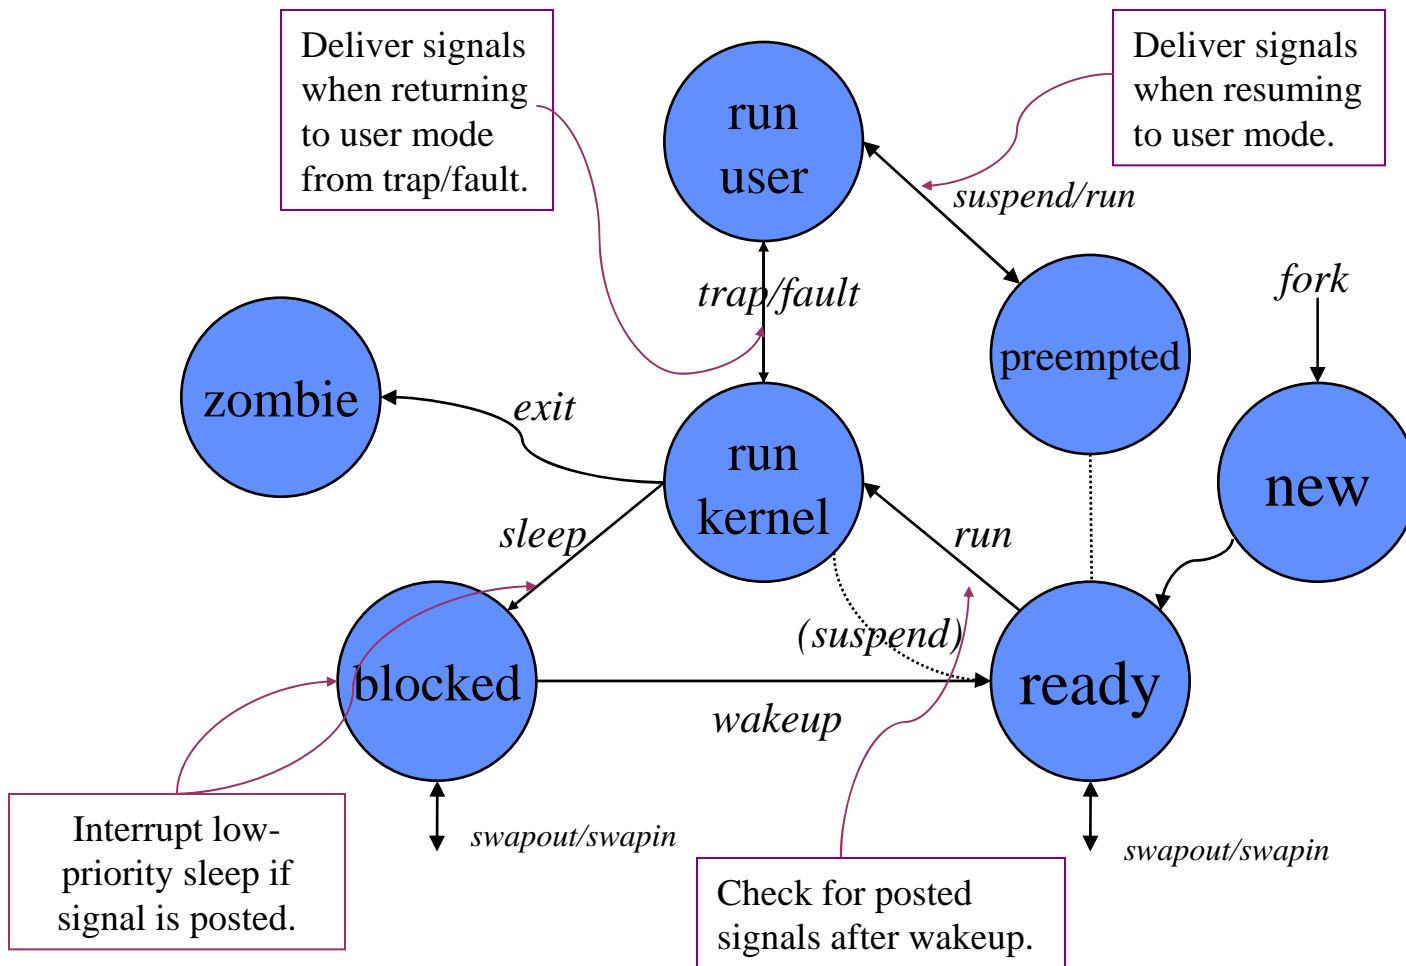 Deliver signals
when returning
to user mode
from trap/fault.
run
user
Deliver signals
when resuming
to user mode.
suspend/run
trap/fault
fork
preempted
zombie
exit
run
kernel
new
sleep
run
(suspend)
blocked
ready
wakeup
Interrupt low-
priority sleep if
signal is posted.
swapout/swapin
Check for posted
signals after wakeup.
swapout/swapin